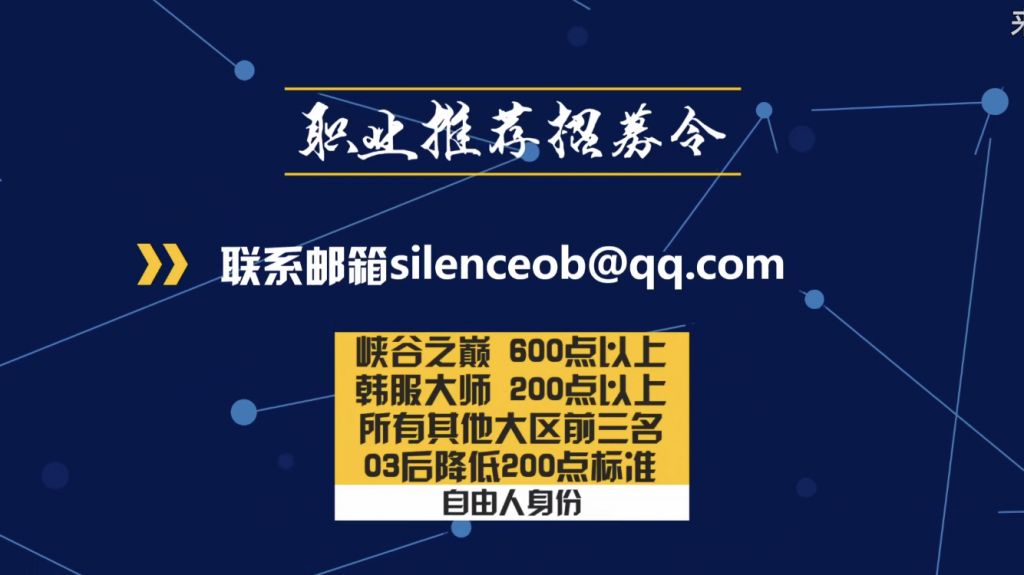 职业推荐招募令
联系邮箱silenceob@qq.com
峡谷之巅 600点以上
韩服大师 200点以上
所有其他大区前三名
03后降低200点标准
自由人身份